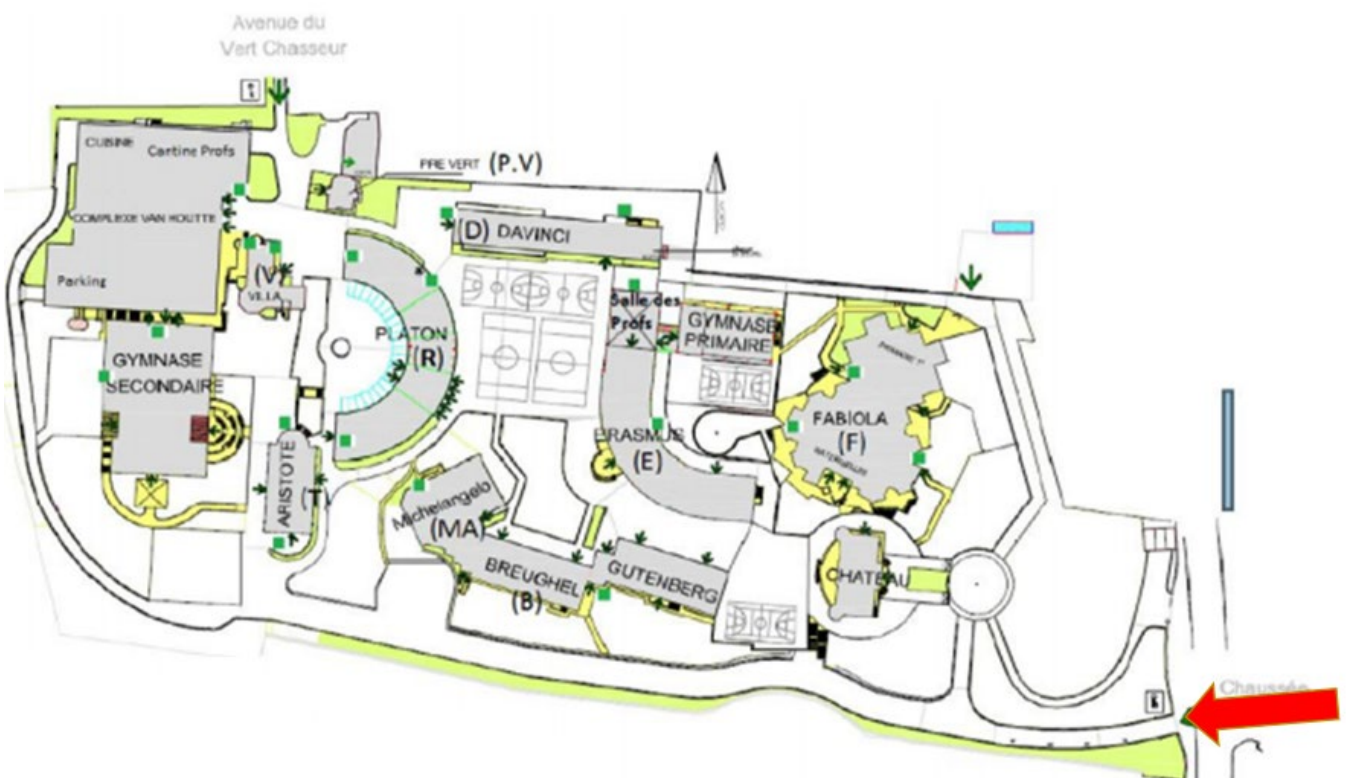 Avenue du
Vert Chasseur
CUISINE
Cantine Profs
PRE VERT (P.V)
COMPLEXE VAN HOUTTE
(D) DAVINCI
Parking
(V)
VILLA
Salle des
Profs
GYMNASE
PRIMAIRE
PLATON
(R)
GYMNASE
SECONDAIRE
FABIOLA
(F)
MATERNELLES
ERASMUS
(E)
ARISTOTE
(T)
Michelangelo
(MA)
BREUGHEL
(B)
GUTENBERG
CHATEAU
Chaussée